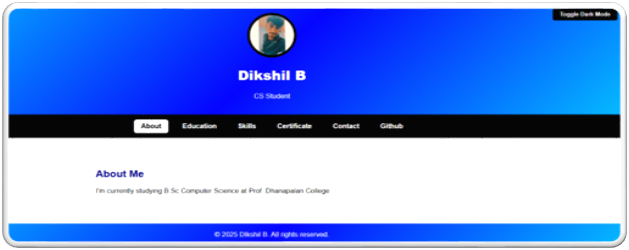 Toggle Dark Mode
Dikshil B
CS Student
About Education Skills Certificate Contact Github
About Me
I'm currently studying B Sc Computer Science at Prof Dhanapalan College
© 2025 Dikshil B. All rights reserved.